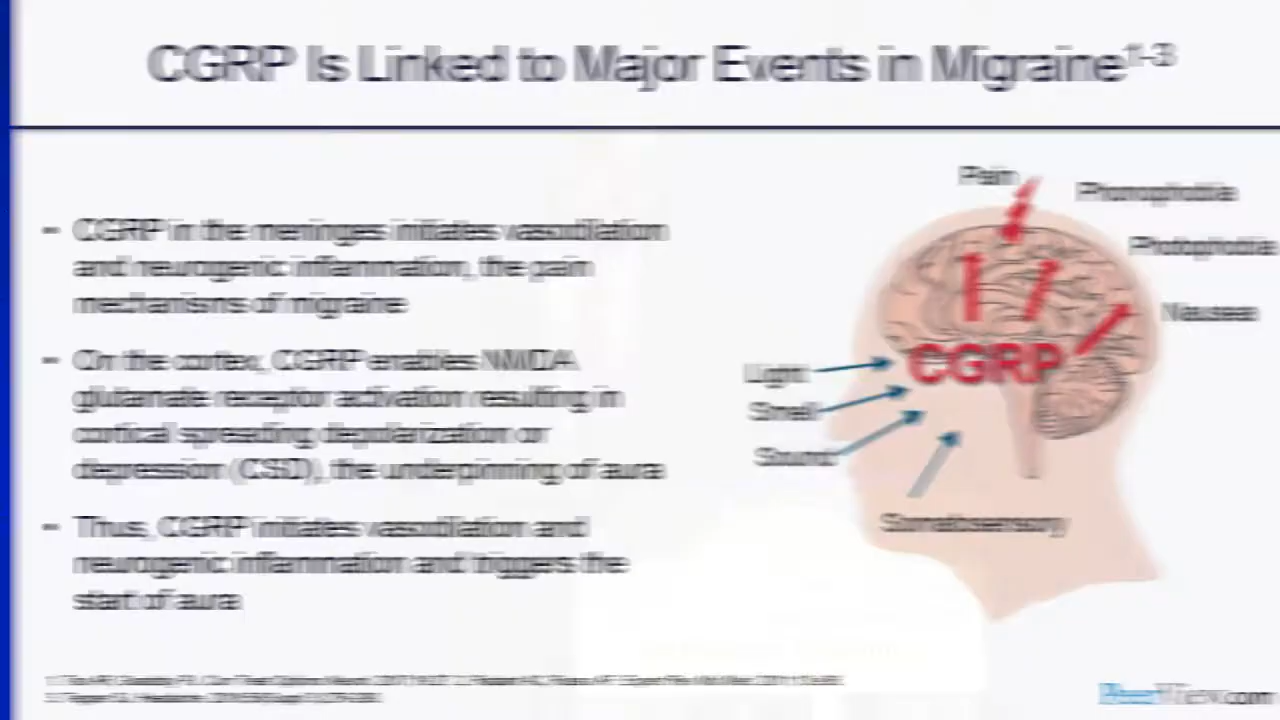 CGRP Is Linked to Major Events in Migraine1-3
- CGRP in the meninges initiates vasodilation
and neurogenic inflammation, the pain
mechanisms of migraine
- On the cortex, CGRP enables NMDA
glutamate receptor activation resulting in
cortical spreading depolarization or
depression (CSD), the underpinning of aura
- Thus, CGRP initiates vasodilation and
neurogenic inflammation and triggers the
start of aura
Pain
Phonophobia
Photophobia
Nausea
CGRP
Light
Smell
Sound
Somatosensory
PeerView.com